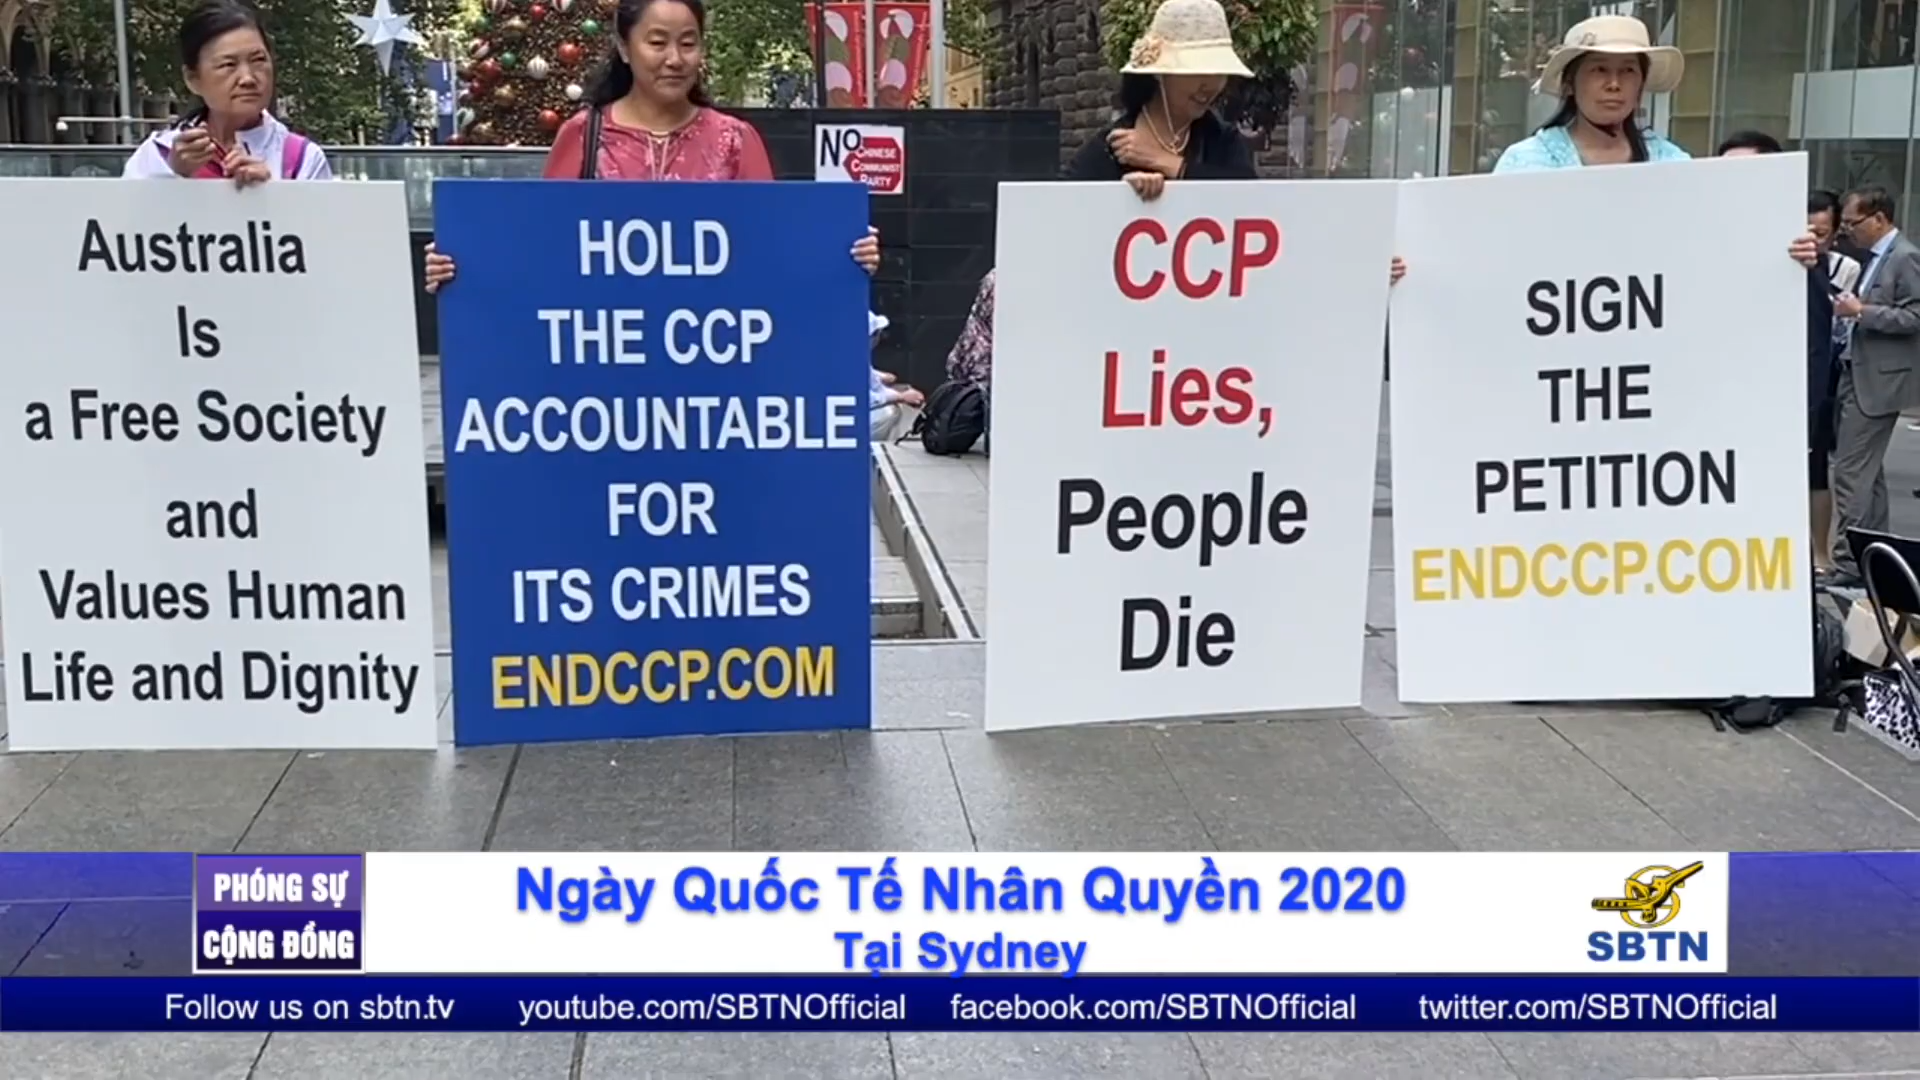 Australia
Is
a Free Society
and
Values Human
Life and Dignity
HOLD
THE CCP
ACCOUNTABLE
FOR
ITS CRIMES
ENDCCP.COM
NO
CHINESE
COMMUNIST
PARTY
CCP
Lies,
People
Die
SIGN
THE
PETITION
ENDCCP.COM
PHÓNG SỰ
CỘNG ĐỒNG
Ngày Quốc Tế Nhân Quyền 2020
Tại Sydney
SBTN
Follow us on sbtn.tv youtube.com/SBTNOfficial facebook.com/SBTNOfficial twitter.com/SBTNOfficial